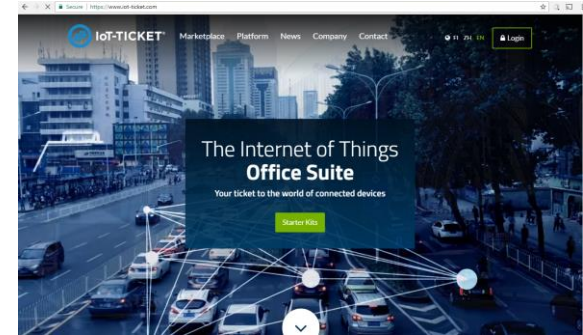 Secure | https://www.iot-ticket.com
IoT-TICKET
Marketplace Platform News Company Contact
FI ZH EN
Login
The Internet of Things
Office Suite
Your ticket to the world of connected devices
Starter Kits